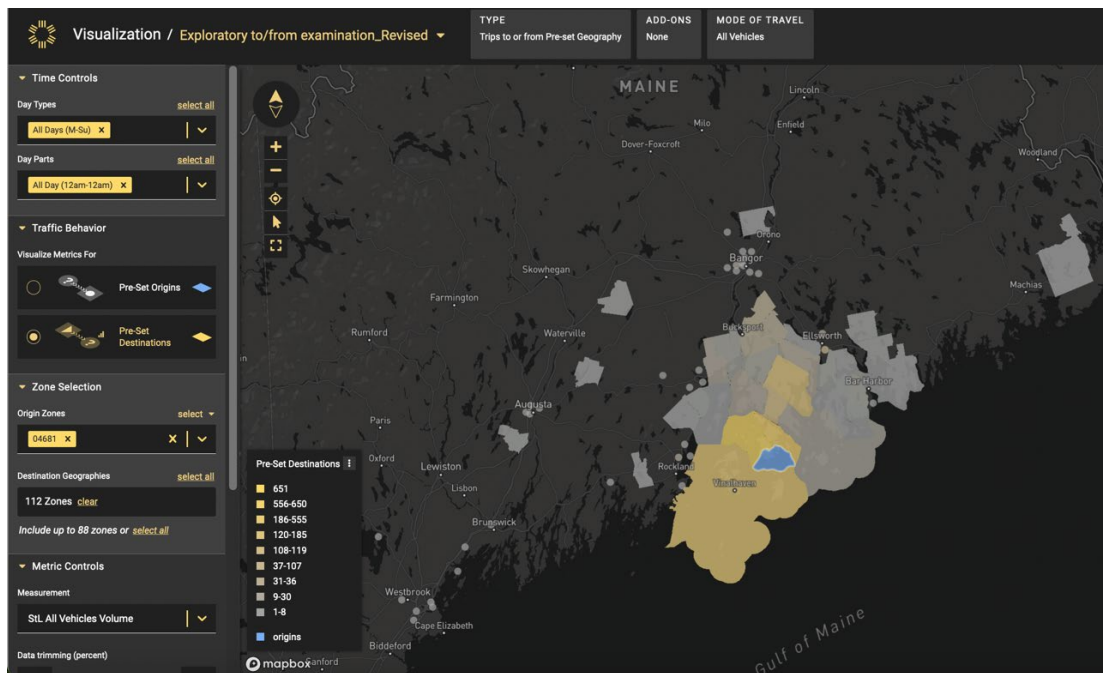 Visualization / Exploratory to/from examination_Revised
TYPE
Trips to or from Pre-set Geography
ADD-ONS
None
MODE OF TRAVEL
All Vehicles
Time Controls
Day Types select all
All Days (M-Su) ×
Day Parts select all
All Day (12am-12am) ×
Traffic Behavior
Visualize Metrics For
Pre-Set Origins
Pre-Set
Destinations
Zone Selection
Origin Zones select
04681 ×
Destination Geographies select all
112 Zones clear
Include up to 88 zones or select all
Metric Controls
Measurement
StL All Vehicles Volume
Data trimming (percent)
MAINE
Lincoln
Milo
Enfield
Dover-Foxcroft
Woodland
Orono
Bangor
Skowhegan
Machias
Farmington
Bucksport
Ellsworth
Rumford
Waterville
Bar Harbor
Augusta
Paris
Oxford
Lewiston
Rockland
Vinalhaven
Lisbon
Brunswick
Westbrook
Cape Elizabeth
Biddeford
Sanford
Gulf of Maine
Pre-Set Destinations
651
556-650
186-555
120-185
108-119
37-107
31-36
9-30
1-8
origins
mapbox